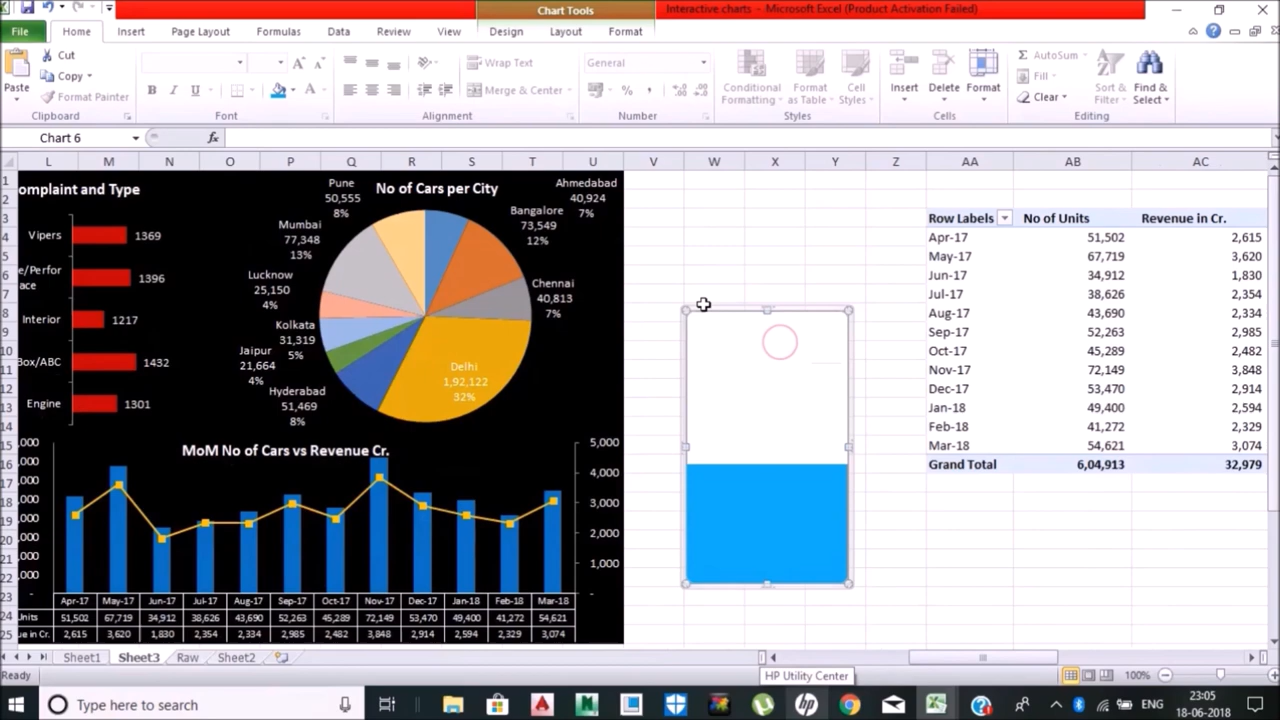 Chart Tools
Interactive charts - Microsoft Excel (Product Activation Failed)
File Home Insert Page Layout Formulas Data Review View Design Layout Format
Paste
Cut
Copy
Format Painter
Clipboard
B I U
Font
Wrap Text
Merge & Center
Alignment
General
%
Number
Conditional Formatting
Format as Table
Cell Styles
Styles
Insert Delete Format
Cells
AutoSum
Fill
Clear
Sort & Filter
Find & Select
Editing
Chart 6 fx
L M N O P Q R S T U V W X Y Z AA AB AC
omplaint and Type
Vipers 1369
e/Perfor
ace 1396
Interior 1217
Box/ABC 1432
Engine 1301
No of Cars per City
Pune
50,555
8%
Ahmedabad
40,924
7%
Mumbai
77,348
13%
Bangalore
73,549
12%
Lucknow
25,150
4%
Chennai
40,813
7%
Kolkata
31,319
5%
Jaipur
21,664
4%
Delhi
1,92,122
32%
Hyderabad
51,469
8%
MoM No of Cars vs Revenue Cr.
5,000
4,000
3,000
2,000
1,000
-
,000
,000
,000
,000
,000
,000
,000
Apr-17 May-17 Jun-17 Jul-17 Aug-17 Sep-17 Oct-17 Nov-17 Dec-17 Jan-18 Feb-18 Mar-18
Units 51,502 67,719 34,912 38,626 43,690 52,263 45,289 72,149 53,470 49,400 41,272 54,621
ue in Cr. 2,615 3,620 1,830 2,354 2,334 2,985 2,482 3,848 2,914 2,594 2,329 3,074
Row Labels No of Units Revenue in Cr.
Apr-17 51,502 2,615
May-17 67,719 3,620
Jun-17 34,912 1,830
Jul-17 38,626 2,354
Aug-17 43,690 2,334
Sep-17 52,263 2,985
Oct-17 45,289 2,482
Nov-17 72,149 3,848
Dec-17 53,470 2,914
Jan-18 49,400 2,594
Feb-18 41,272 2,329
Mar-18 54,621 3,074
Grand Total 6,04,913 32,979
Sheet1 Sheet3 Raw Sheet2
Ready
HP Utility Center
100%
Type here to search
ENG
23:05
18-06-2018